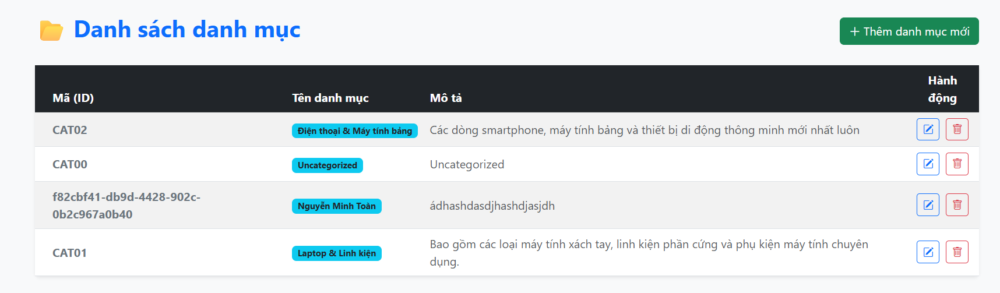 Danh sách danh mục
+ Thêm danh mục mới
Mã (ID) Tên danh mục Mô tả Hành động
CAT02 Điện thoại & Máy tính bảng Các dòng smartphone, máy tính bảng và thiết bị di động thông minh mới nhất luôn
CAT00 Uncategorized Uncategorized
f82cbf41-db9d-4428-902c-
0b2c967a0b40
Nguyễn Minh Toàn ádhashdasdjhashdjasjdh
CAT01 Laptop & Linh kiện Bao gồm các loại máy tính xách tay, linh kiện phần cứng và phụ kiện máy tính chuyên
dụng.